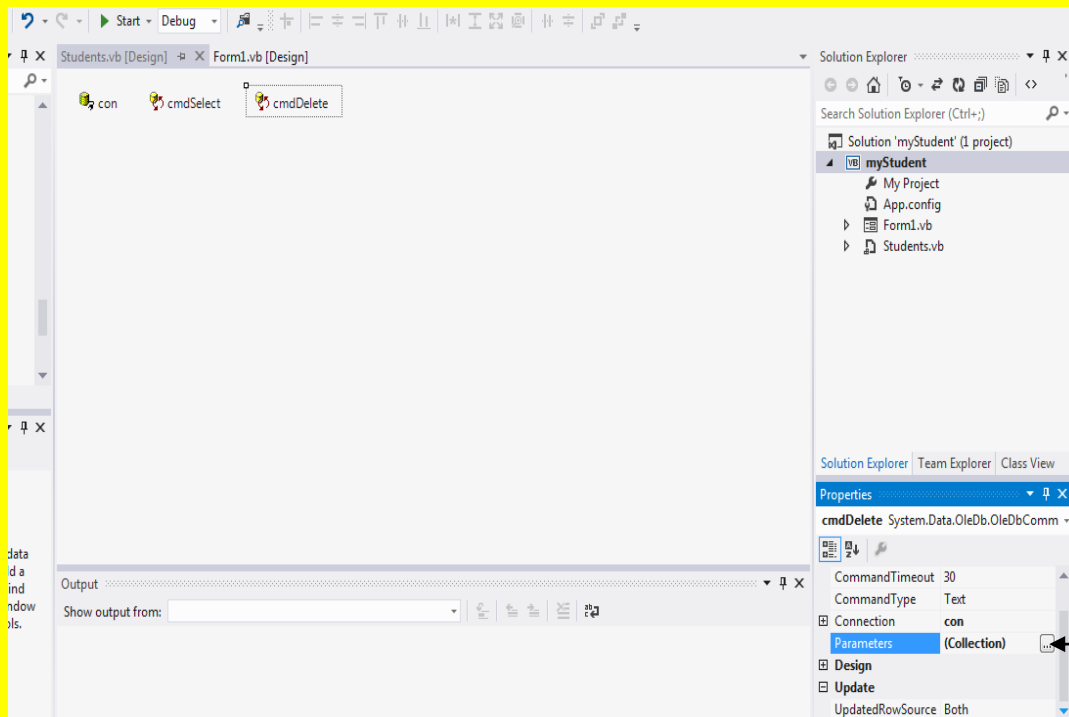 Start Debug
Students.vb [Design] Form1.vb [Design]
con cmdSelect cmdDelete
data
d a
ind
ndow
ols.
Output
Show output from:
Solution Explorer
Search Solution Explorer (Ctrl+;)
Solution 'myStudent' (1 project)
VB myStudent
My Project
App.config
Form1.vb
Students.vb
Solution Explorer Team Explorer Class View
Properties
cmdDelete System.Data.OleDb.OleDbComm
CommandTimeout 30
CommandType Text
Connection con
Parameters (Collection) ...
Design
Update
UpdatedRowSource Both